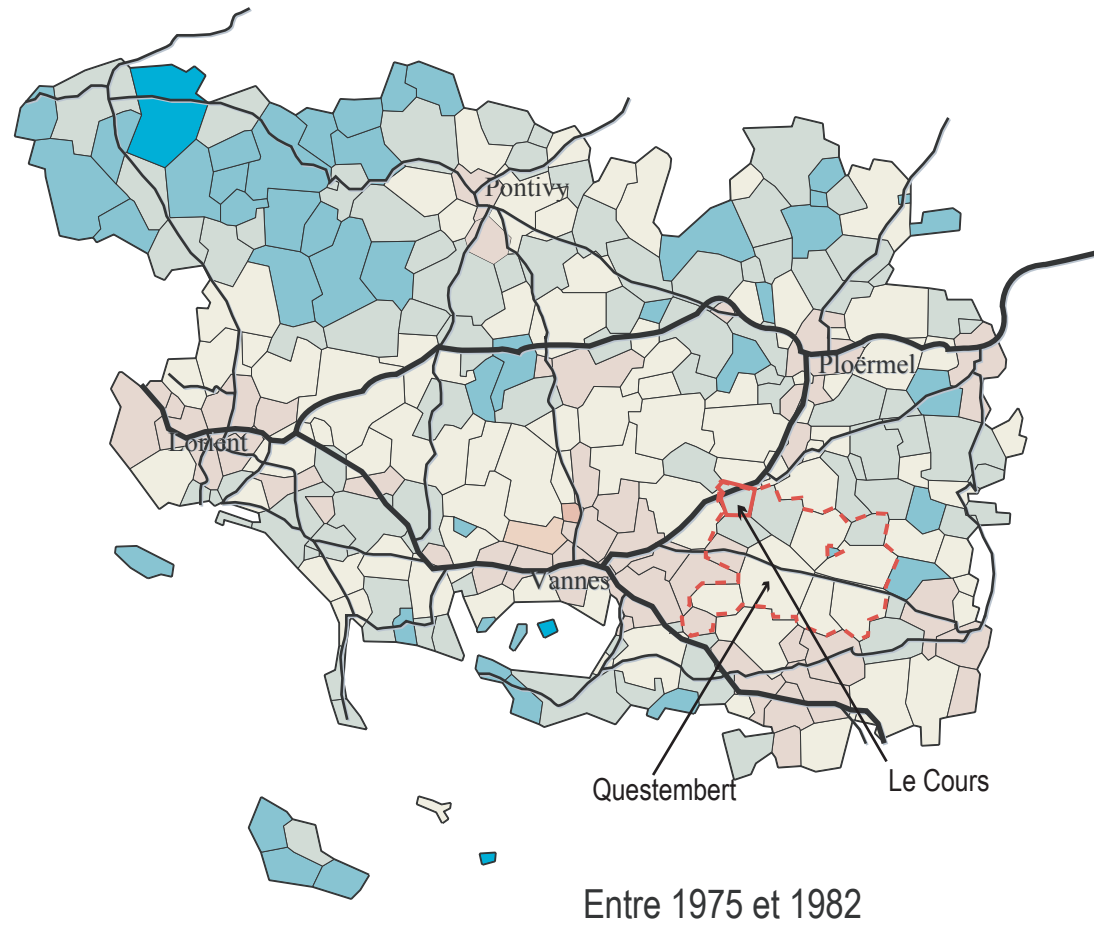 Pontivy
Ploërmel
Lorient
Vannes
Questembert
Le Cours
Entre 1975 et 1982